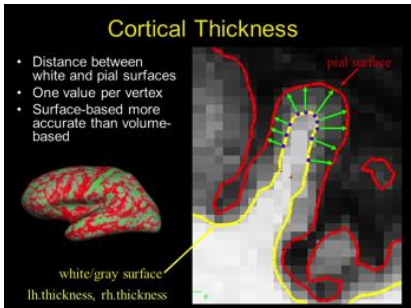 Cortical Thickness
• Distance between
white and pial surfaces
• One value per vertex
• Surface-based more
accurate than volume-
based
pial surface
white/gray surface
lh.thickness, rh.thickness